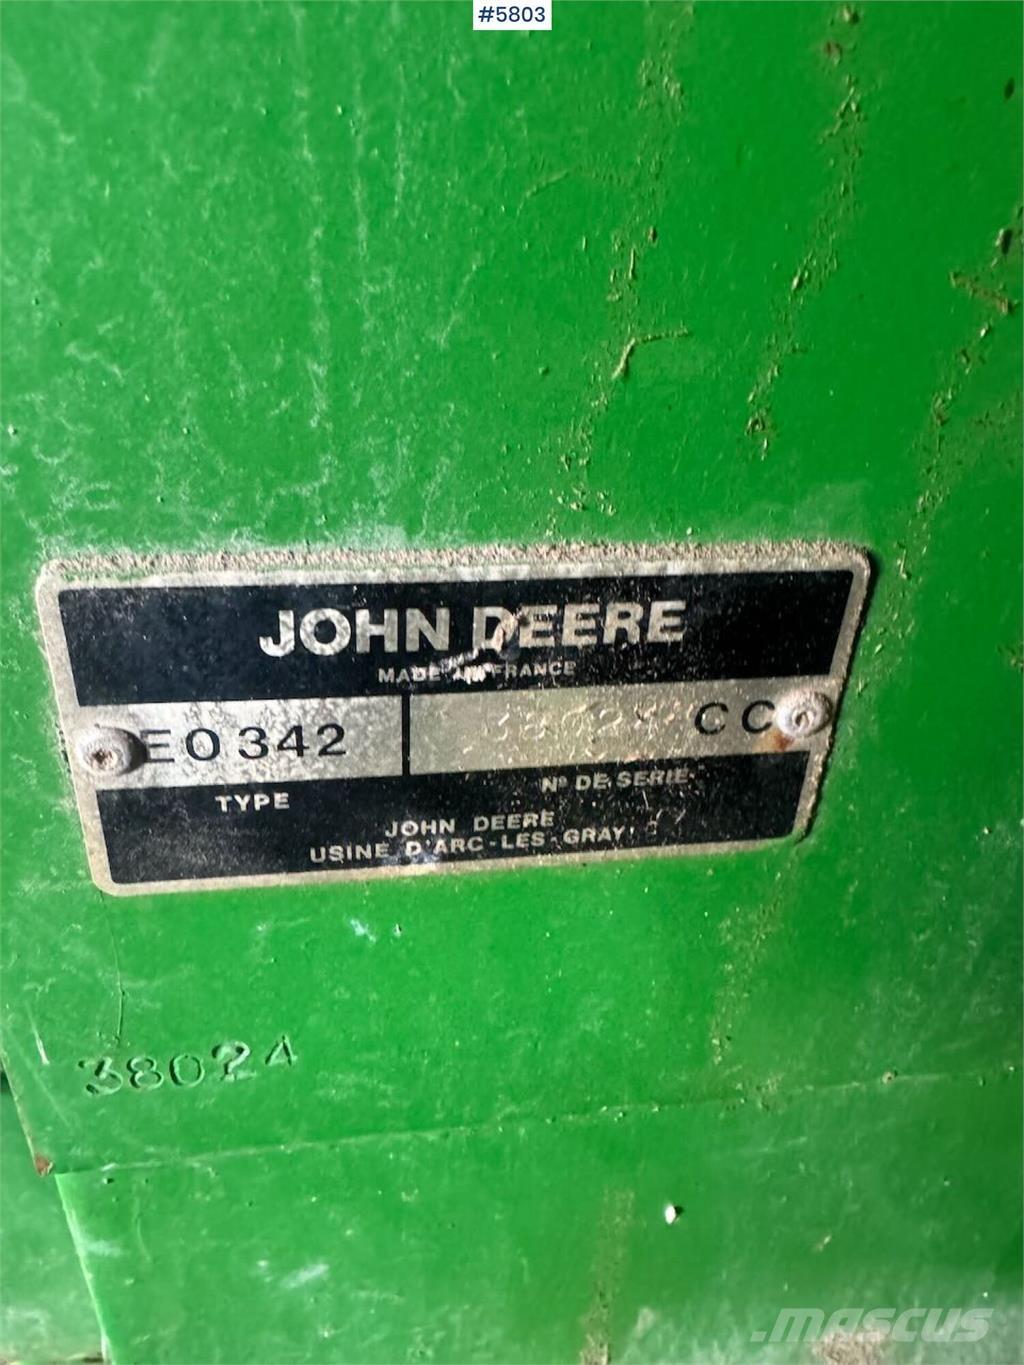 #5803
JOHN DEERE
MADE IN FRANCE
E0342
38024 CC
TYPE
N° DE SERIE
JOHN DEERE
USINE D'ARC-LES-GRAY
38024
MASCUS